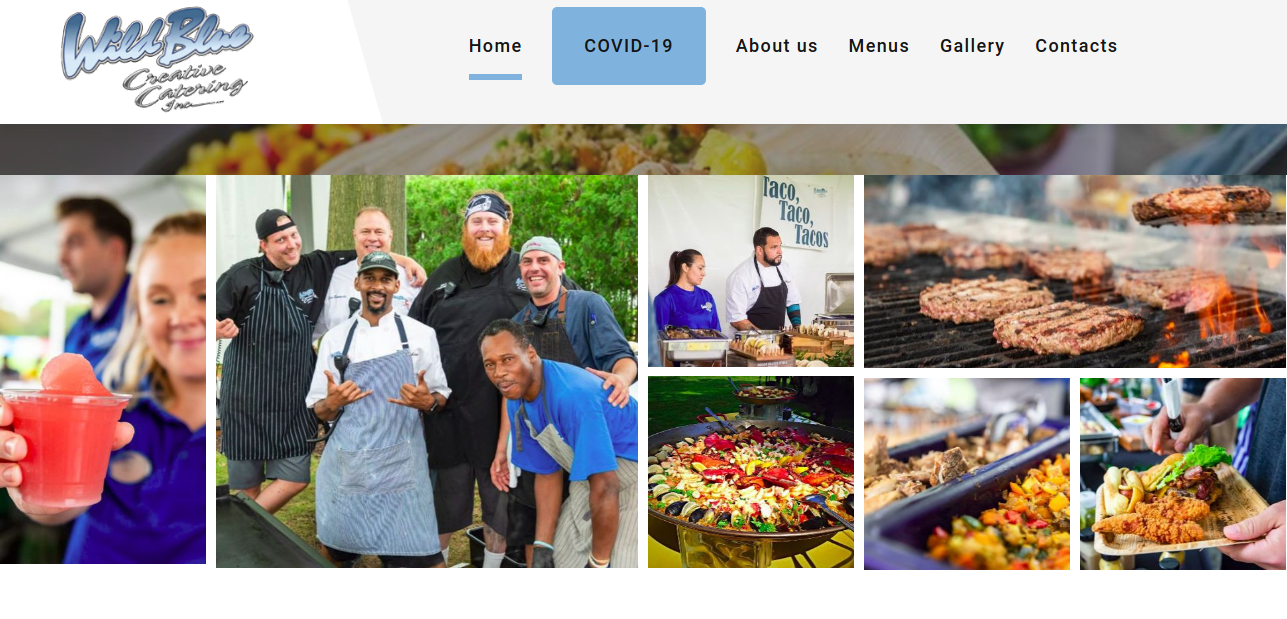 Wild Blue
Creative
Catering
Inc
Home
COVID-19
About us
Menus
Gallery
Contacts
Taco,
Taco,
Tacos